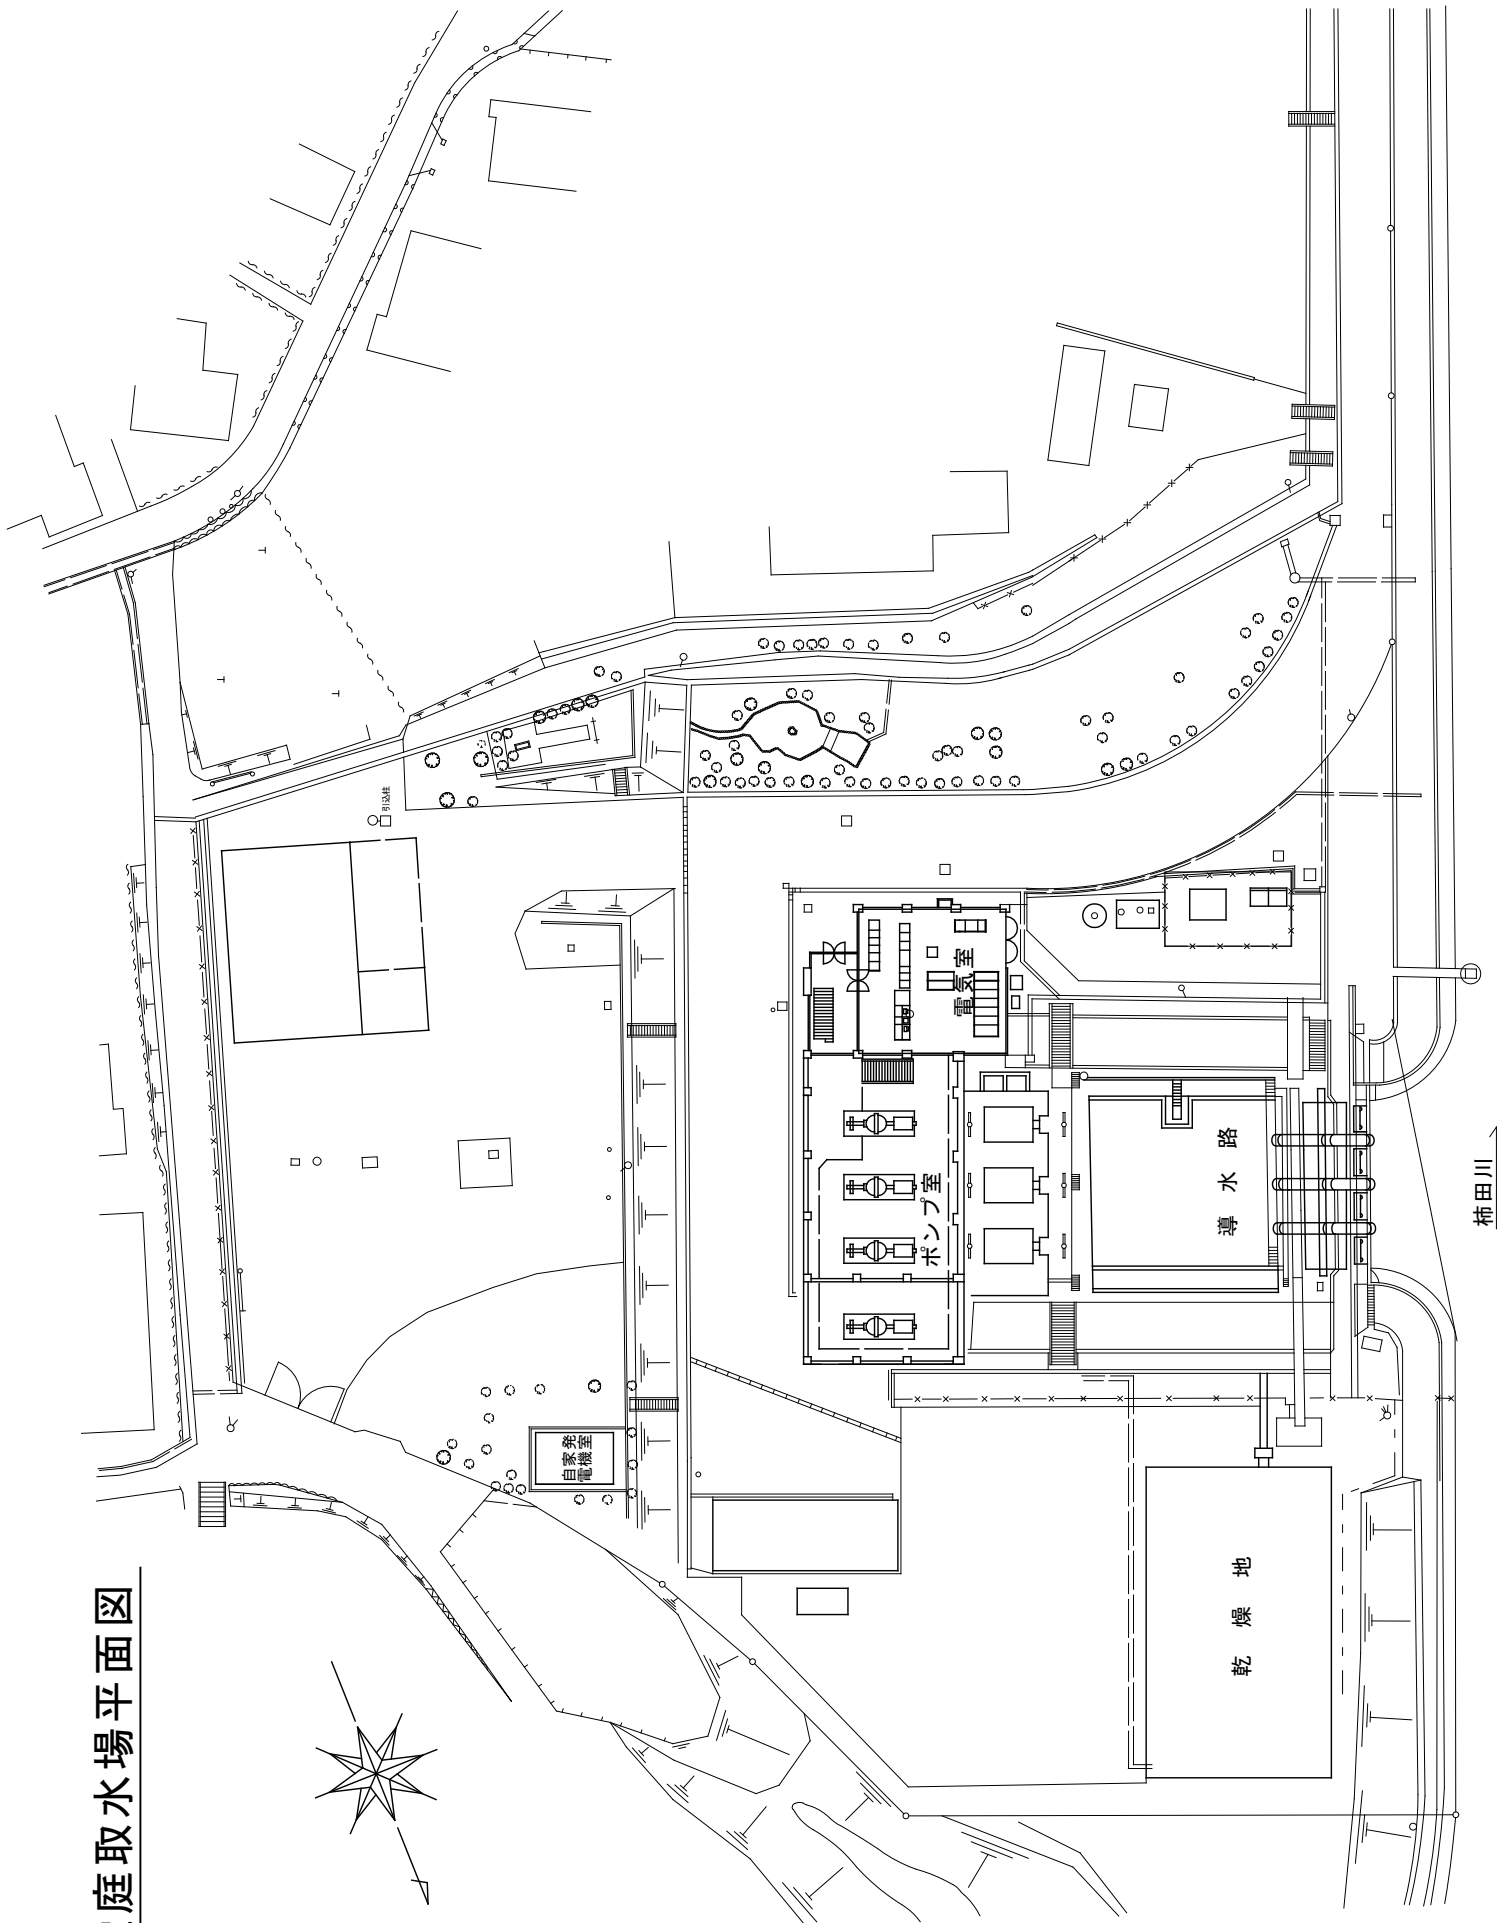 庭取水場平面図
引込柱
電気室
ポンプ室
導水路
自家発
電機室
乾燥地
柿田川